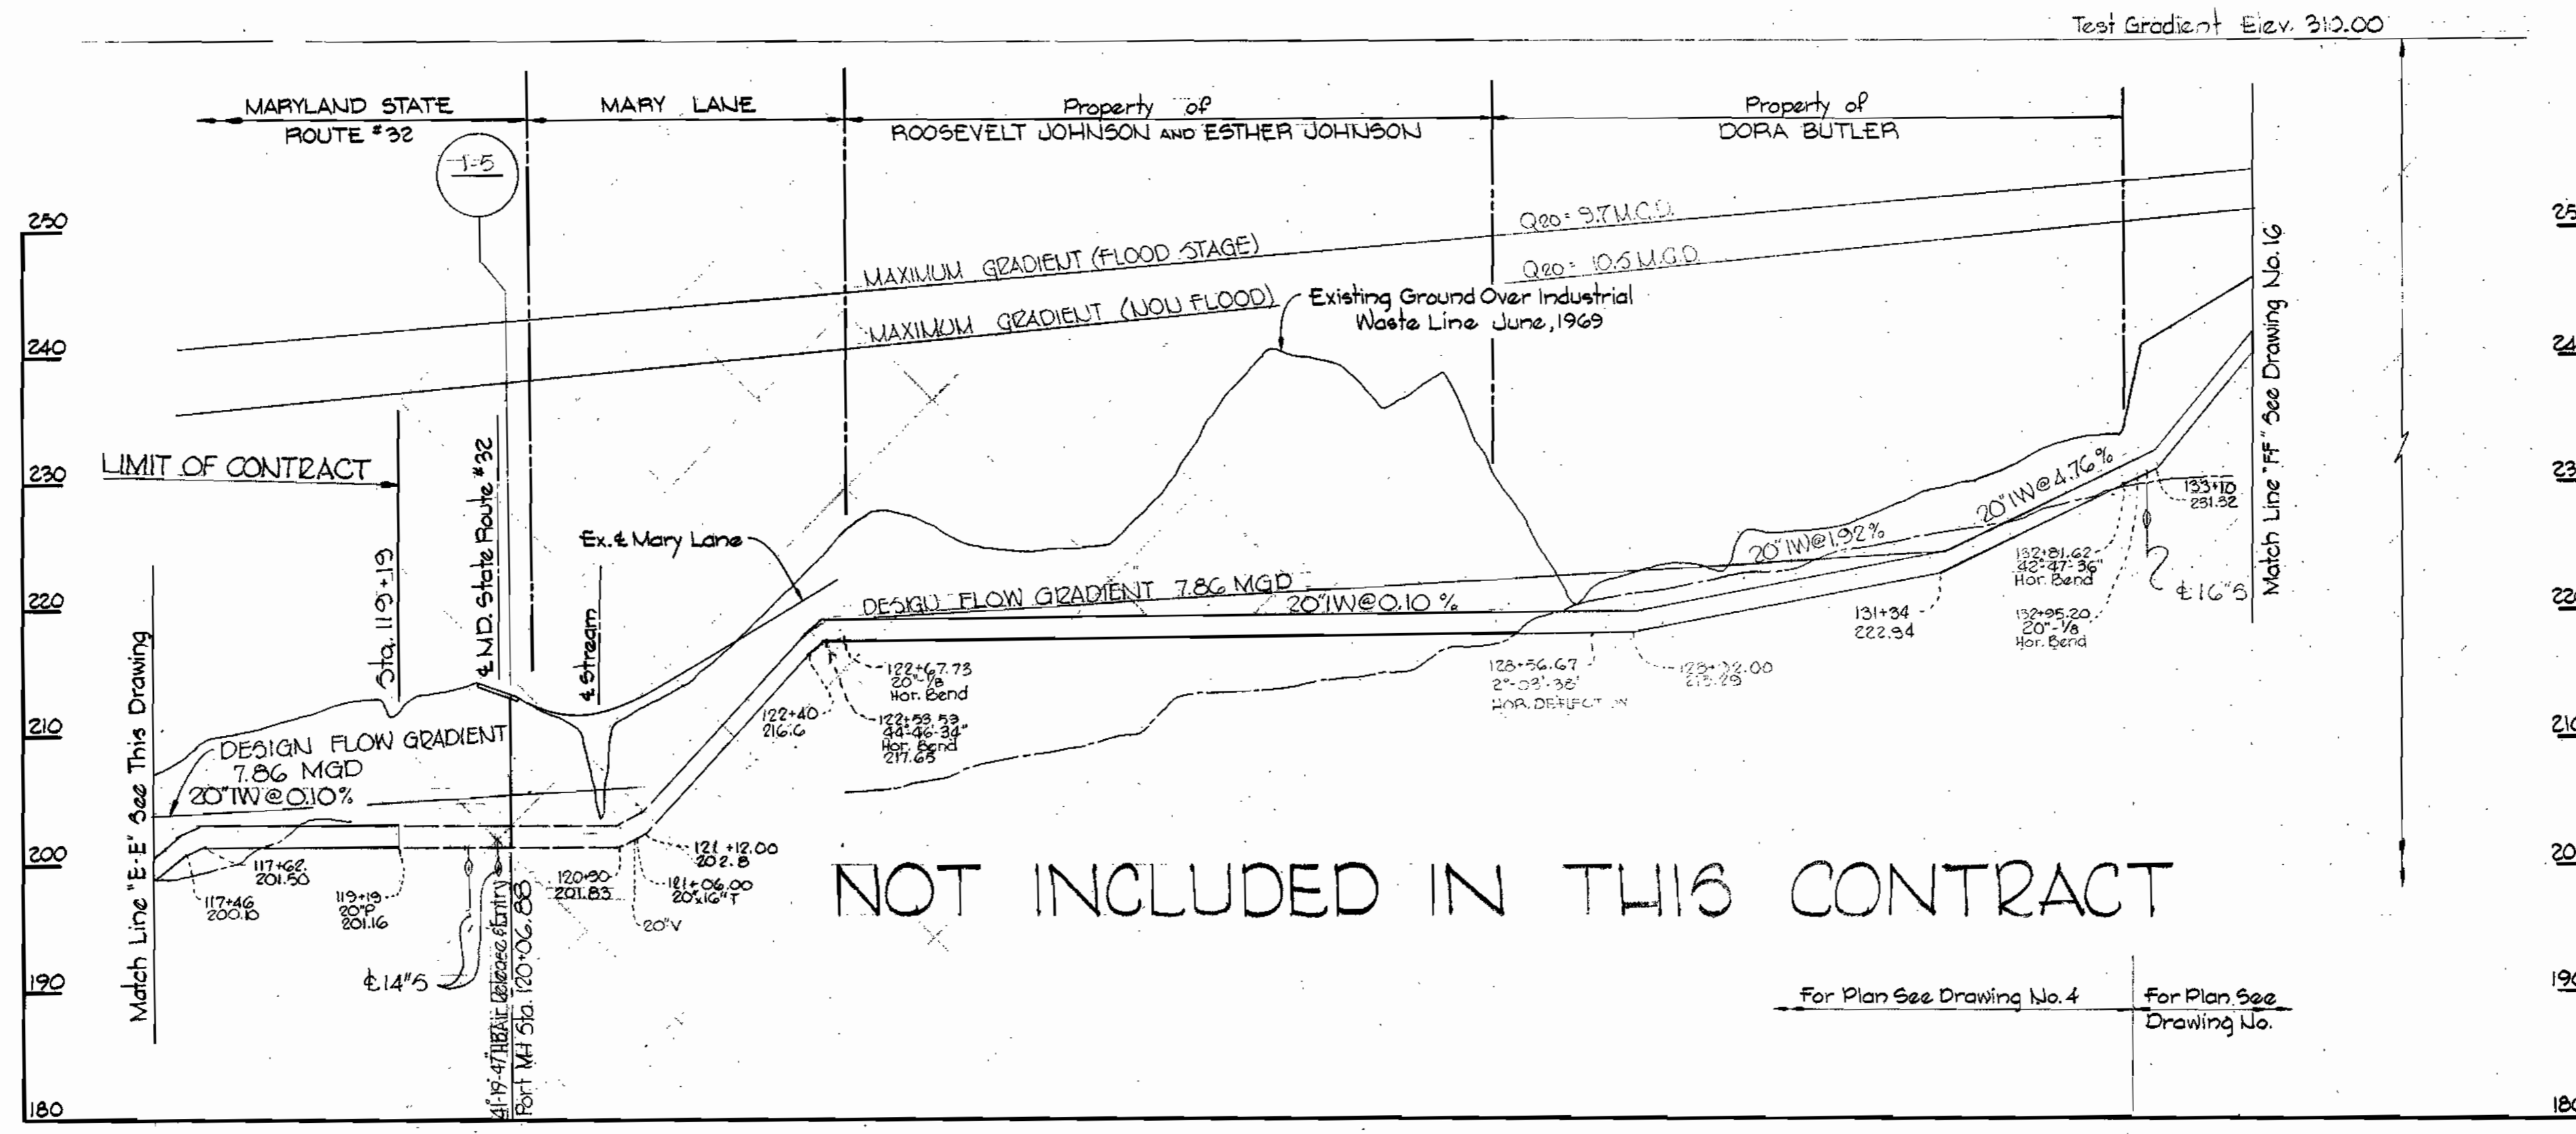 Test Gradient Elev. 310.00
MARYLAND STATE
ROUTE #32
MARY LANE
Property of
ROOSEVELT JOHNSON AND ESTHER JOHNSON
Property of
DORA BUTLER
T-5
250
240
230
220
210
200
190
180
MAXIMUM GRADIENT (FLOOD STAGE)
Q20= 9.7 M.G.D.
MAXIMUM GRADIENT (NON FLOOD)
Q20= 10.5 M.G.D.
Existing Ground Over Industrial
Waste Line June, 1969
LIMIT OF CONTRACT
Sta. 119+19
℄ M.D. State Route #32
Ex. ℄ Mary Lane
℄ Stream
Match Line "E-E" See This Drawing
DESIGN FLOW GRADIENT
7.86 MGD
20"IW@0.10%
117+62
201.50
117+46
200.10
119+19
20"P
201.16
℄14"S
Port MH Sta. 120+06.88
120+90
201.83
121+12.00
202.8
121+06.00
20"x16"T
20"V
122+40
216.6
122+67.73
20"-1/8
Hor. Bend
122+53.59
44°-46'-34"
Hor. Bend
217.65
DESIGN FLOW GRADIENT 7.86 MGD
20"IW@0.10 %
128+56.67
2°-03'-38"
20"IW@1.92%
20"IW@4.76%
131+34
222.94
132+81.62
42°-47'-36"
Hor. Bend
132+95.20
20"-1/8
Hor. Bend
133+10
231.32
℄16"S
Match Line "FF" See Drawing No. 16
NOT INCLUDED IN THIS CONTRACT
For Plan See Drawing No. 4
For Plan See
Drawing No.
25
24
23
22
210
20
190
180